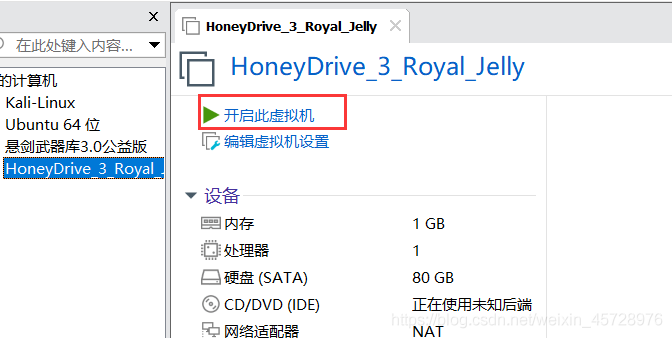 x
在此处键入内容...
的计算机
Kali-Linux
Ubuntu 64 位
悬剑武器库3.0公益版
HoneyDrive_3_Royal_
HoneyDrive_3_Royal_Jelly ×
HoneyDrive_3_Royal_Jelly
开启此虚拟机
编辑虚拟机设置
设备
内存 1 GB
处理器 1
硬盘 (SATA) 80 GB
CD/DVD (IDE) 正在使用未知后端
网络适配器 NAT
https://blog.csdn.net/weixin_45728976